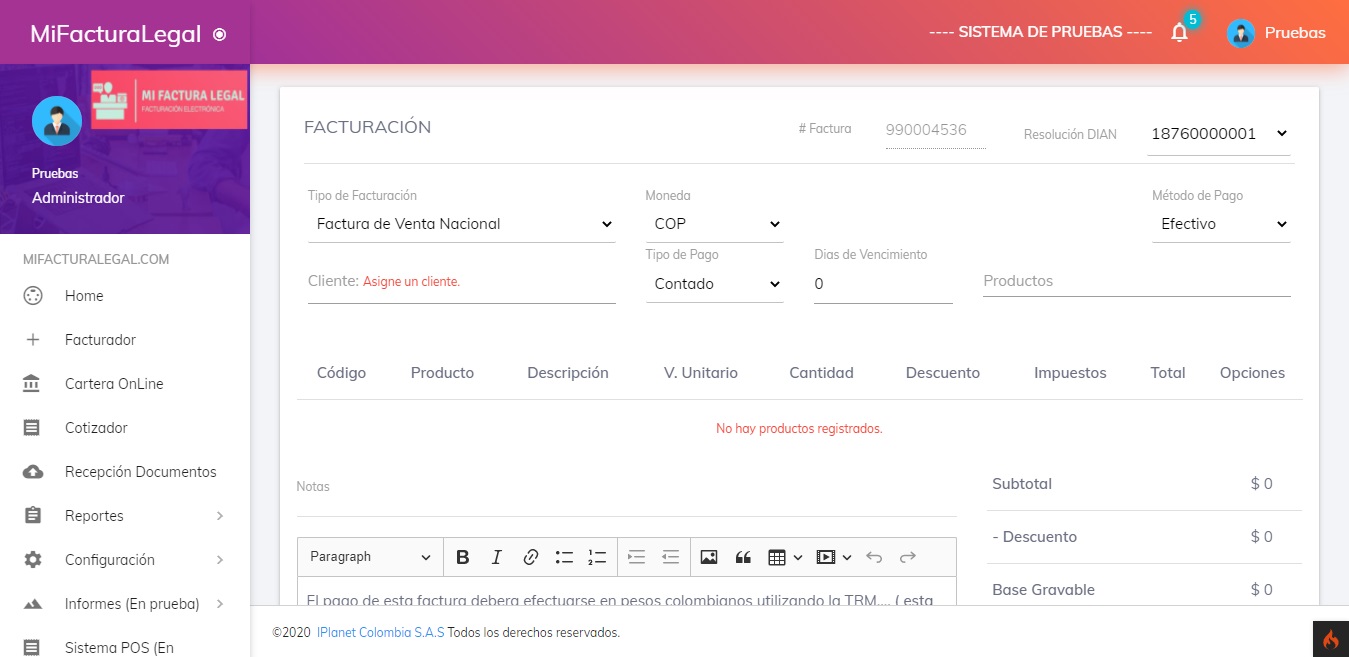 MiFacturaLegal
---- SISTEMA DE PRUEBAS ----
5
Pruebas
MI FACTURA LEGAL
FACTURACIÓN ELECTRÓNICA
Pruebas
Administrador
MIFACTURALEGAL.COM
Home
Facturador
Cartera OnLine
Cotizador
Recepción Documentos
Reportes
Configuración
Informes (En prueba)
Sistema POS (En
FACTURACIÓN
# Factura
990004536
Resolución DIAN
18760000001
Tipo de Facturación
Factura de Venta Nacional
Moneda
COP
Método de Pago
Efectivo
Cliente: Asigne un cliente.
Tipo de Pago
Contado
Dias de Vencimiento
0
Productos
Código Producto Descripción V. Unitario Cantidad Descuento Impuestos Total Opciones
No hay productos registrados.
Notas
Paragraph
El pago de esta factura debera efectuarse en pesos colombianos utilizando la TRM.... ( esta
Subtotal $ 0
- Descuento $ 0
Base Gravable $ 0
©2020 IPlanet Colombia S.A.S Todos los derechos reservados.